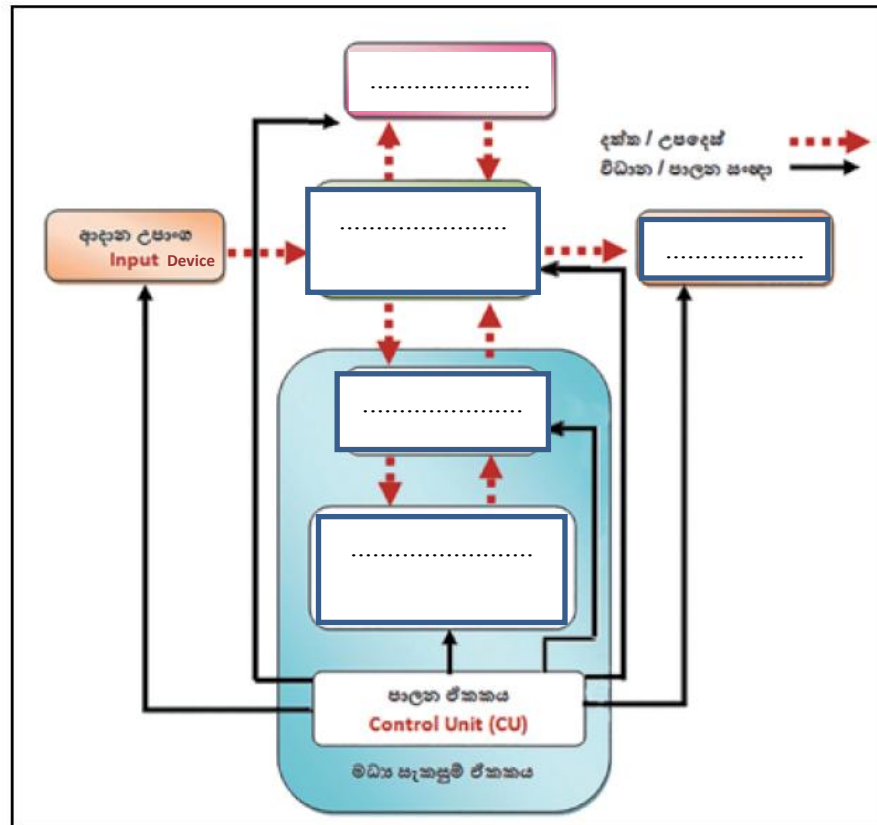 ......................
දත්ත / උපදෙස්
විධාන / පාලන සංඥා
.......................
ආදාන උපාංග
Input Device
...................
......................
.........................
පාලන ඒකකය
Control Unit (CU)
මධ්‍ය සැකසුම් ඒකකය